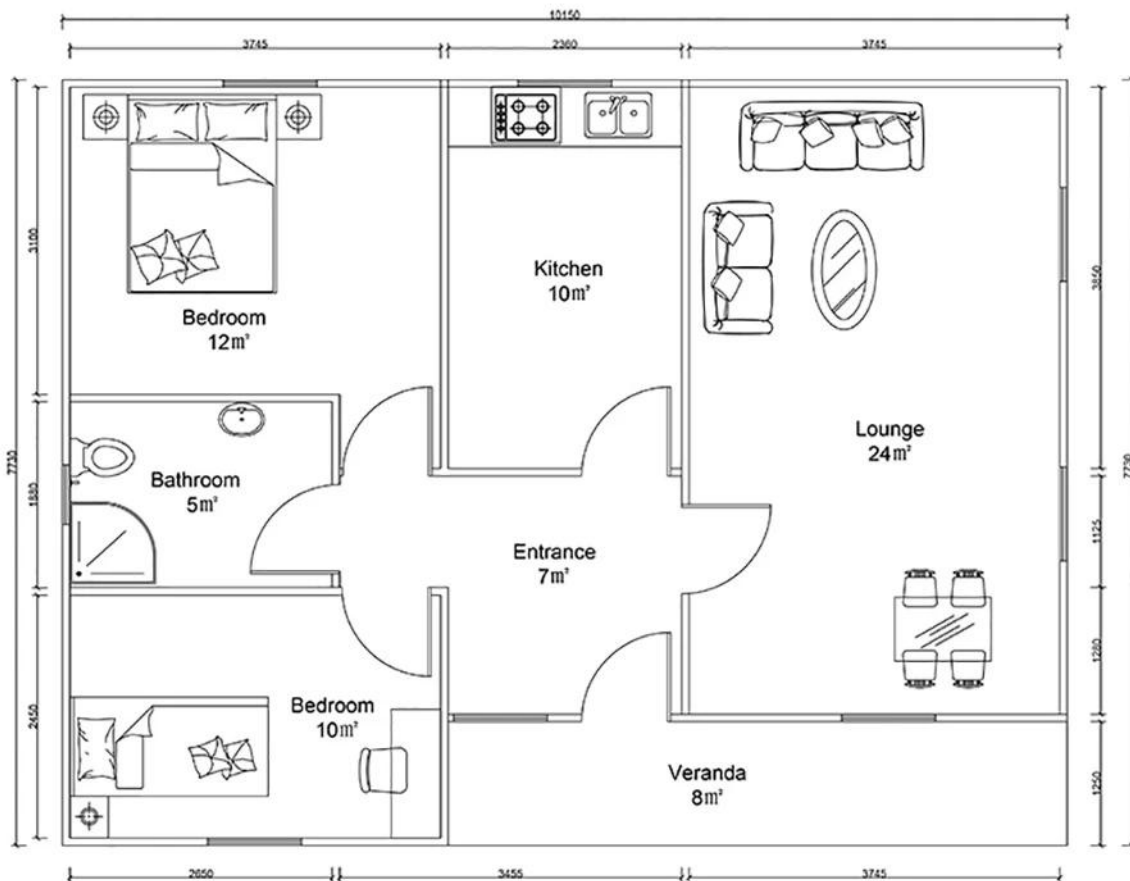 10150
3745
2360
3745
3100
Kitchen
10m²
3850
Bedroom
12m²
Lounge
24m²
7730
7730
Bathroom
5m²
1880
Entrance
7m²
1125
1280
Bedroom
10m²
2450
Veranda
8m²
1250
2650
3455
3745